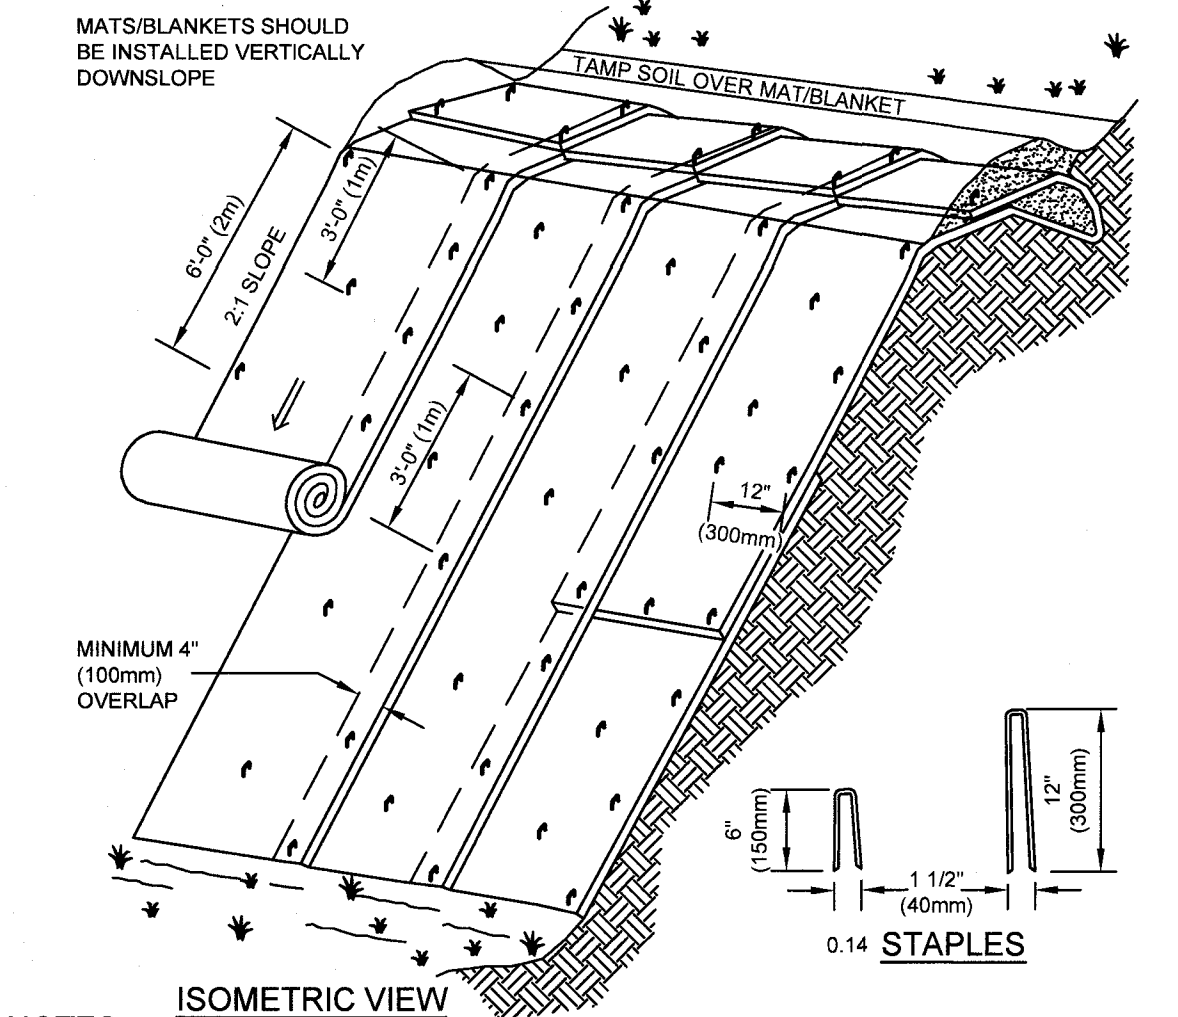 MATS/BLANKETS SHOULD
BE INSTALLED VERTICALLY
DOWNSLOPE
TAMP SOIL OVER MAT/BLANKET
6'-0" (2m)
3'-0" (1m)
2:1 SLOPE
3'-0" (1m)
12"
(300mm)
MINIMUM 4"
(100mm)
OVERLAP
6"
(150mm)
12"
(300mm)
1 1/2"
(40mm)
0.14 STAPLES
ISOMETRIC VIEW